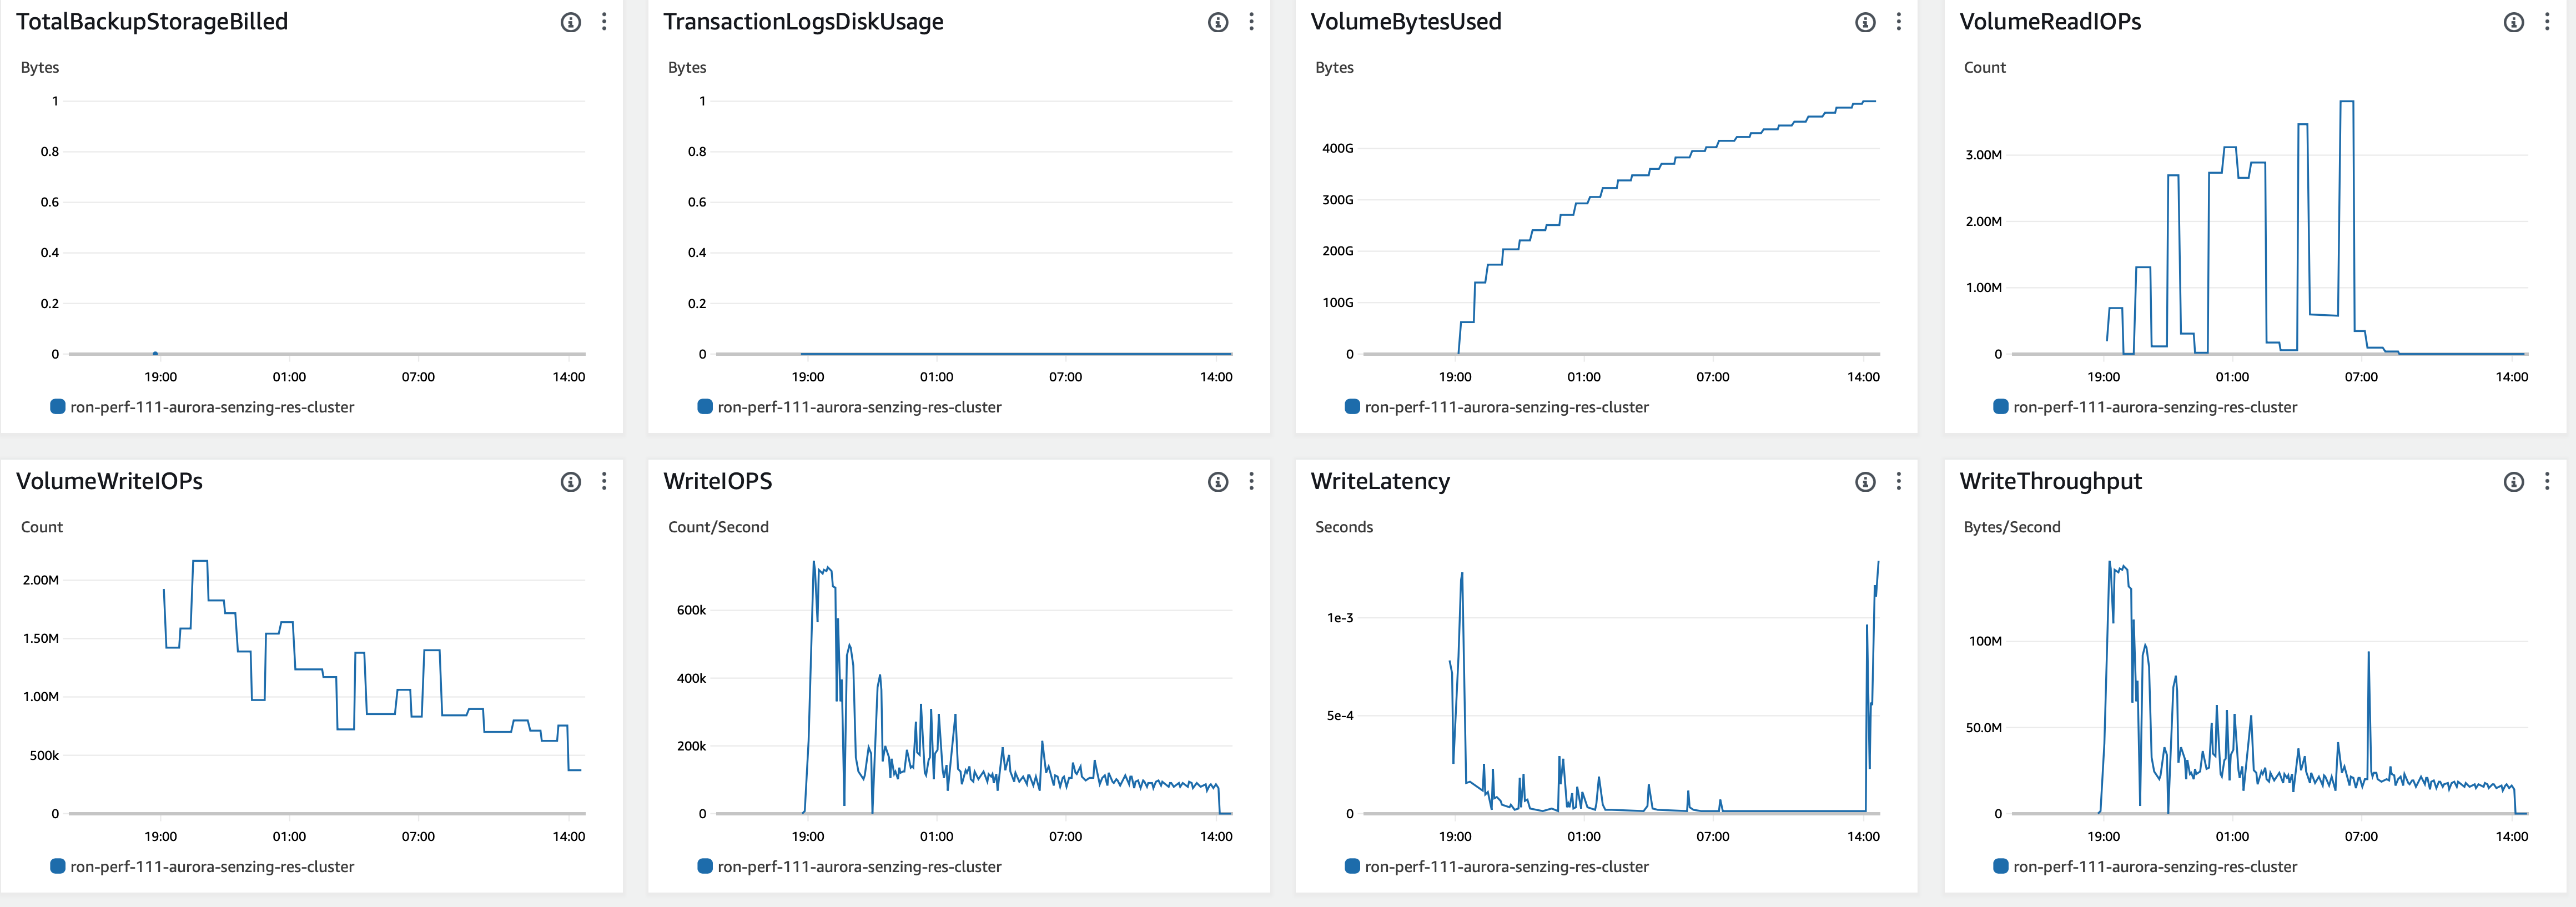 TotalBackupStorageBilled
Bytes
1
0.8
0.6
0.4
0.2
0
19:00 01:00 07:00 14:00
ron-perf-111-aurora-senzing-res-cluster
TransactionLogsDiskUsage
Bytes
1
0.8
0.6
0.4
0.2
0
19:00 01:00 07:00 14:00
ron-perf-111-aurora-senzing-res-cluster
VolumeBytesUsed
Bytes
400G
300G
200G
100G
0
19:00 01:00 07:00 14:00
ron-perf-111-aurora-senzing-res-cluster
VolumeReadIOPs
Count
3.00M
2.00M
1.00M
0
19:00 01:00 07:00 14:00
ron-perf-111-aurora-senzing-res-cluster
VolumeWriteIOPs
Count
2.00M
1.50M
1.00M
500k
0
19:00 01:00 07:00 14:00
ron-perf-111-aurora-senzing-res-cluster
WriteIOPS
Count/Second
600k
400k
200k
0
19:00 01:00 07:00 14:00
ron-perf-111-aurora-senzing-res-cluster
WriteLatency
Seconds
1e-3
5e-4
0
19:00 01:00 07:00 14:00
ron-perf-111-aurora-senzing-res-cluster
WriteThroughput
Bytes/Second
100M
50.0M
0
19:00 01:00 07:00 14:00
ron-perf-111-aurora-senzing-res-cluster